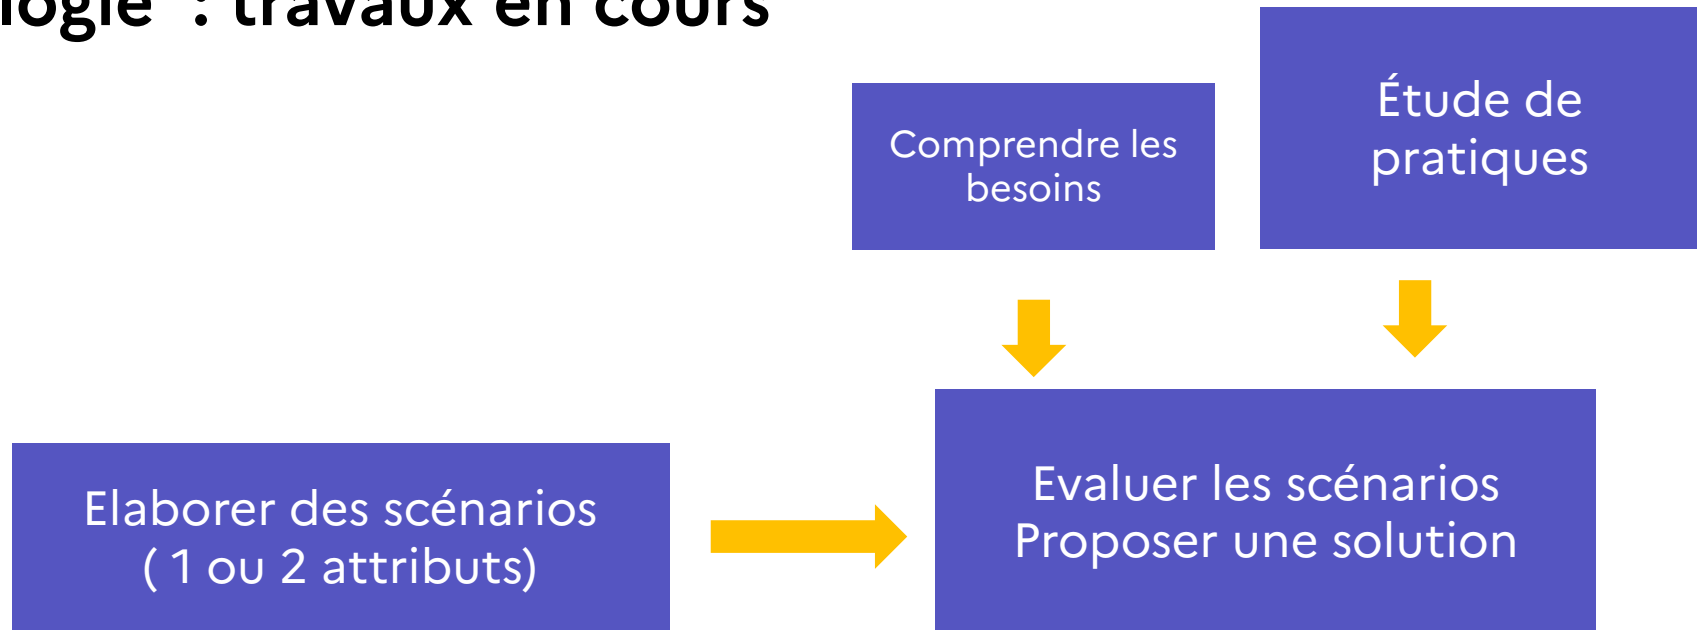 logie : travaux en cours
Comprendre les
besoins
Étude de
pratiques
Elaborer des scénarios
( 1 ou 2 attributs)
Evaluer les scénarios
Proposer une solution